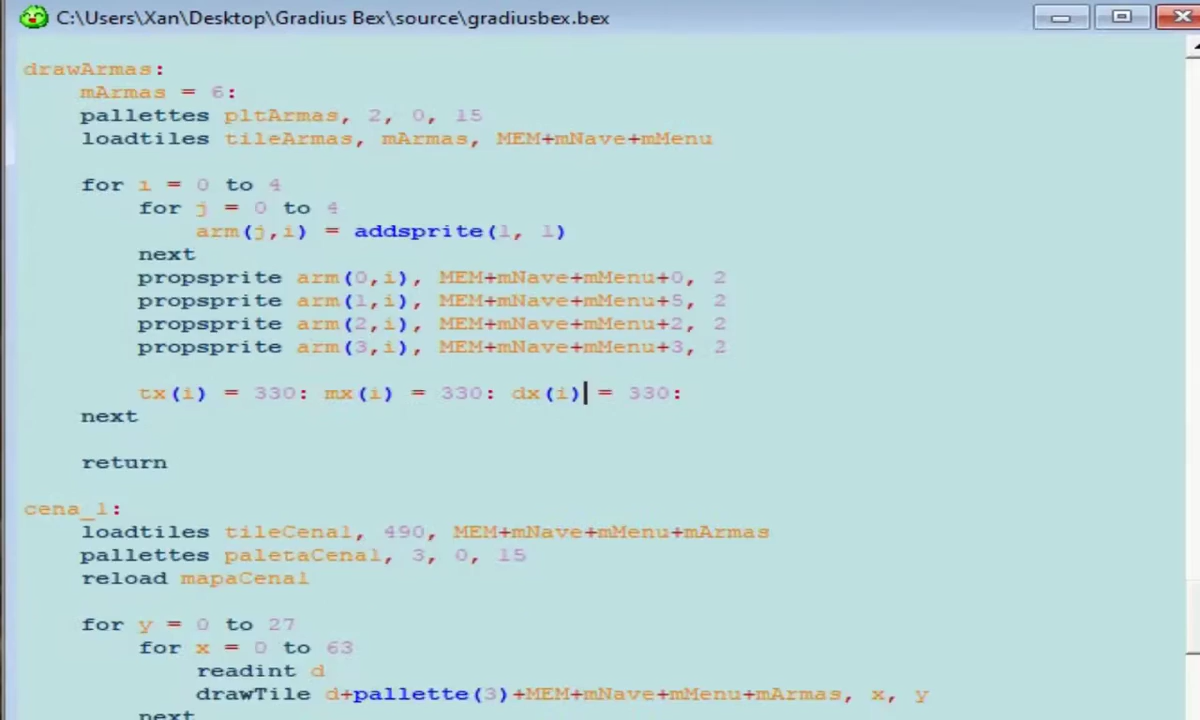 C:\Users\Xan\Desktop\Gradius Bex\source\gradiusbex.bex
drawArmas:
mArmas = 6:
pallettes pltArmas, 2, 0, 15
loadtiles tileArmas, mArmas, MEM+mNave+mMenu
for i = 0 to 4
for j = 0 to 4
arm(j,i) = addsprite(1, 1)
next
propsprite arm(0,i), MEM+mNave+mMenu+0, 2
propsprite arm(1,i), MEM+mNave+mMenu+5, 2
propsprite arm(2,i), MEM+mNave+mMenu+2, 2
propsprite arm(3,i), MEM+mNave+mMenu+3, 2
tx(i) = 330: mx(i) = 330: dx(i) = 330:
next
return
cena_1:
loadtiles tileCena1, 490, MEM+mNave+mMenu+mArmas
pallettes paletaCena1, 3, 0, 15
reload mapaCena1
for y = 0 to 27
for x = 0 to 63
readint d
drawTile d+pallette(3)+MEM+mNave+mMenu+mArmas, x, y
next